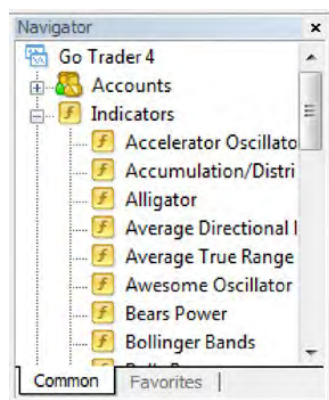 Navigator
Go Trader 4
Accounts
Indicators
Accelerator Oscillato
Accumulation/Distri
Alligator
Average Directional I
Average True Range
Awesome Oscillator
Bears Power
Bollinger Bands
Common Favorites